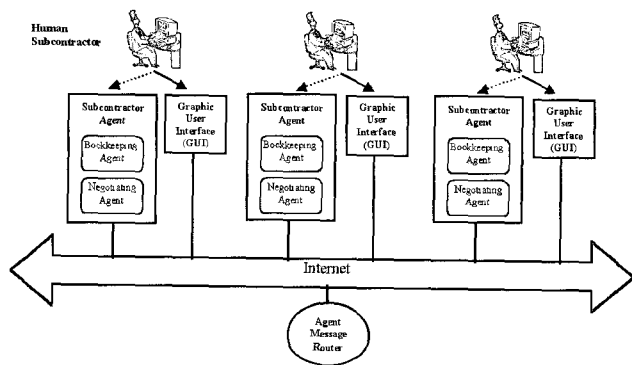 Human
Subcontractor
Subcontractor
Agent
Bookkeeping
Agent
Negotiating
Agent
Graphic
User
Interface
(GUI)
Subcontractor
Agent
Bookkeeping
Agent
Negotiating
Agent
Graphic
User
Interface
(GUI)
Subcontractor
Agent
Bookkeeping
Agent
Negotiating
Agent
Graphic
User
Interface
(GUI)
Internet
Agent
Message
Router